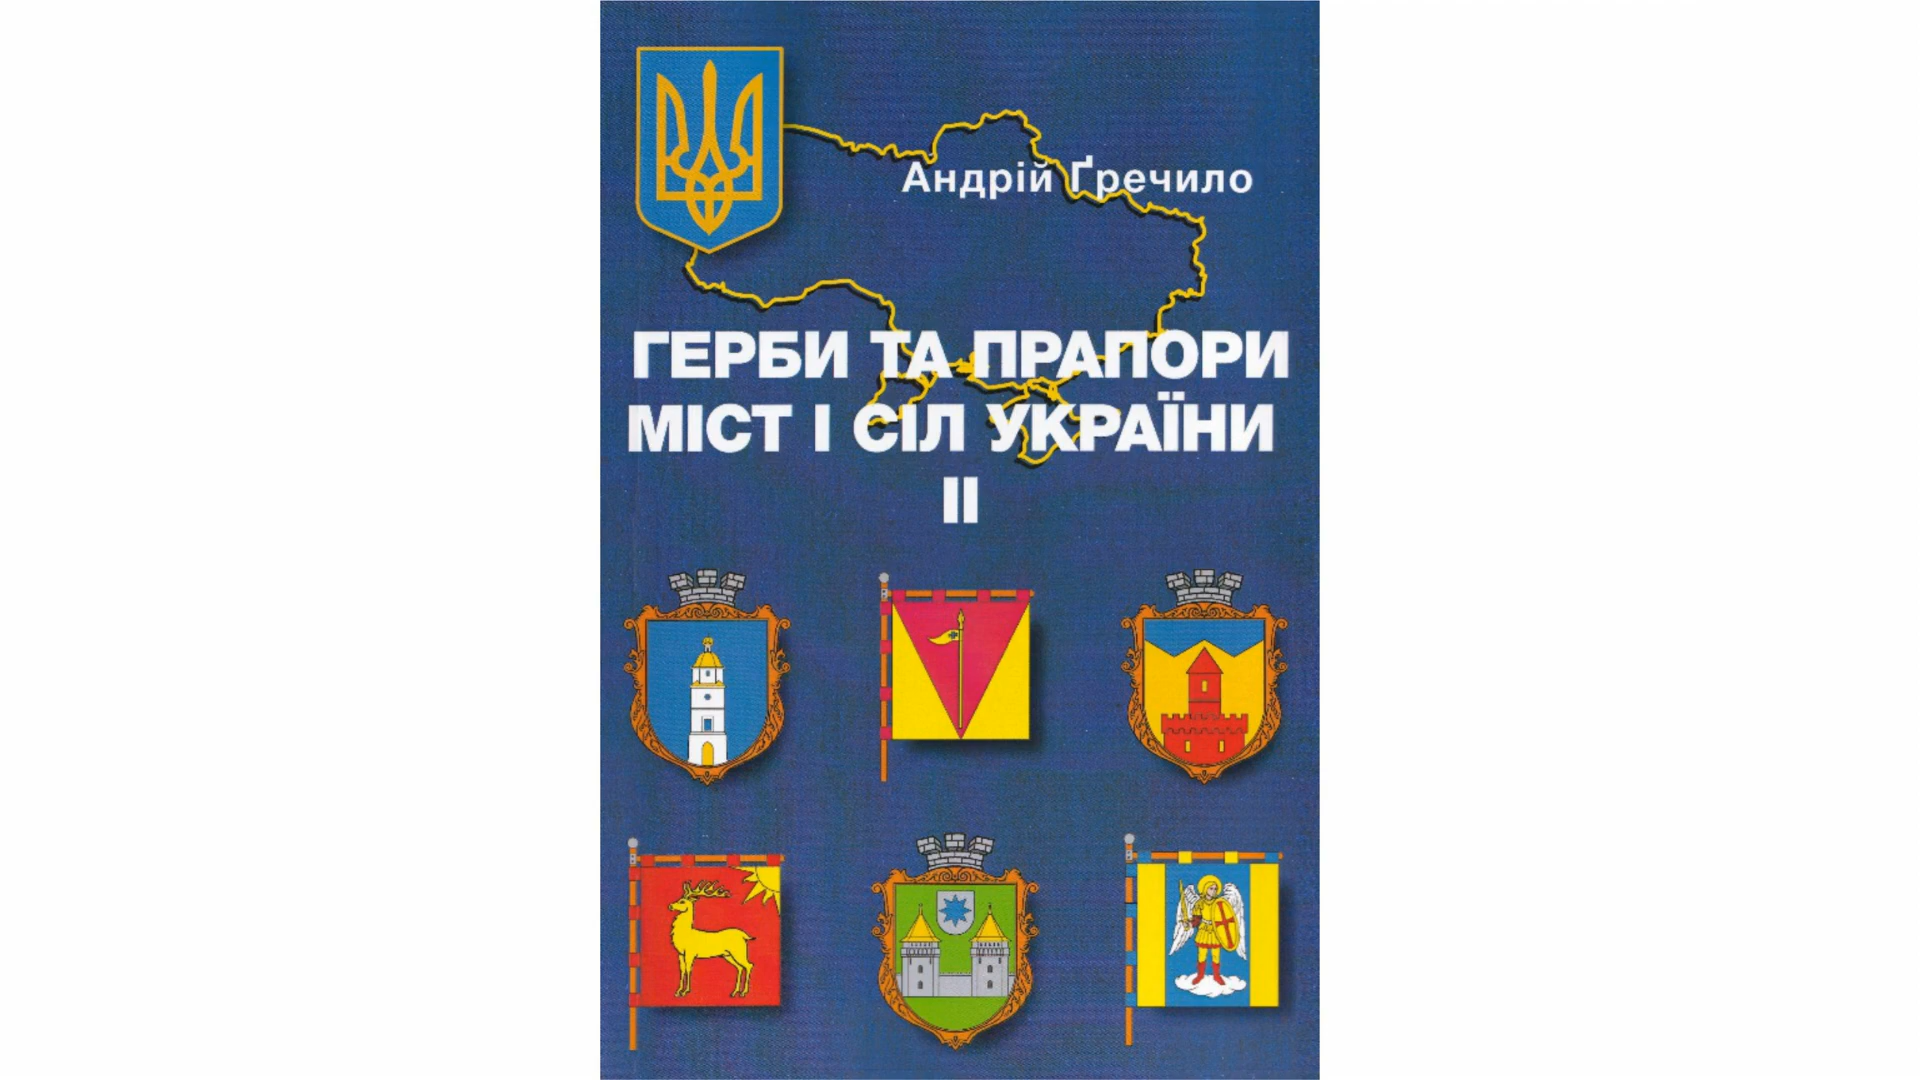 Андрій Ґречило
ГЕРБИ ТА ПРАПОРИ
МІСТ І СІЛ УКРАЇНИ
II